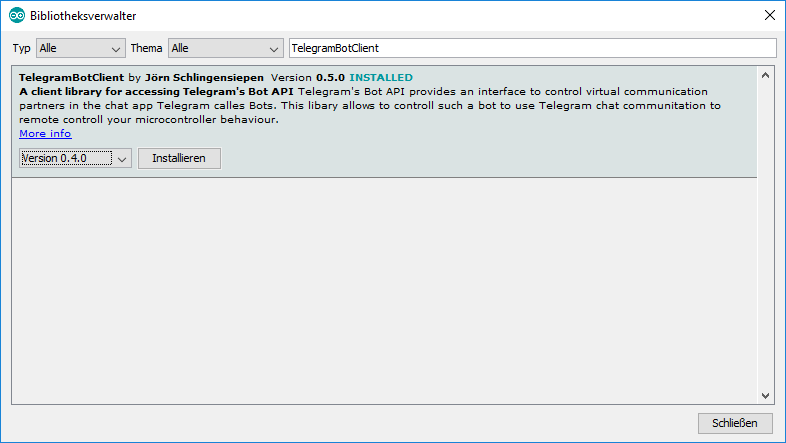 Bibliotheksverwalter
Typ Alle Thema Alle TelegramBotClient
TelegramBotClient by Jörn Schlingensiepen Version 0.5.0 INSTALLED
A client library for accessing Telegram's Bot API Telegram's Bot API provides an interface to control virtual communication
partners in the chat app Telegram calles Bots. This libary allows to controll such a bot to use Telegram chat communitation to
remote controll your microcontroller behaviour.
More info
Version 0.4.0 Installieren
Schließen